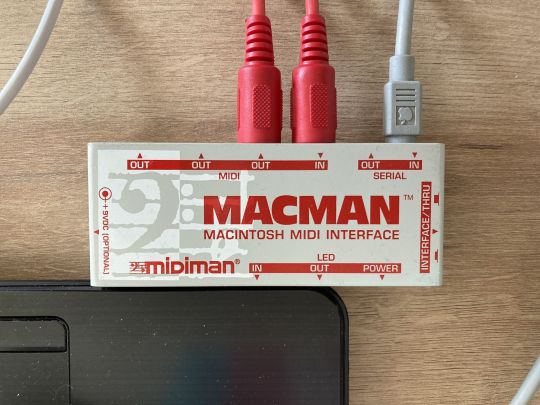 OUT OUT OUT IN OUT IN
MIDI SERIAL
+ 9VDC (OPTIONAL)
MACMAN™
MACINTOSH MIDI INTERFACE
INTERFACE/THRU
midiman®
LED
IN OUT POWER